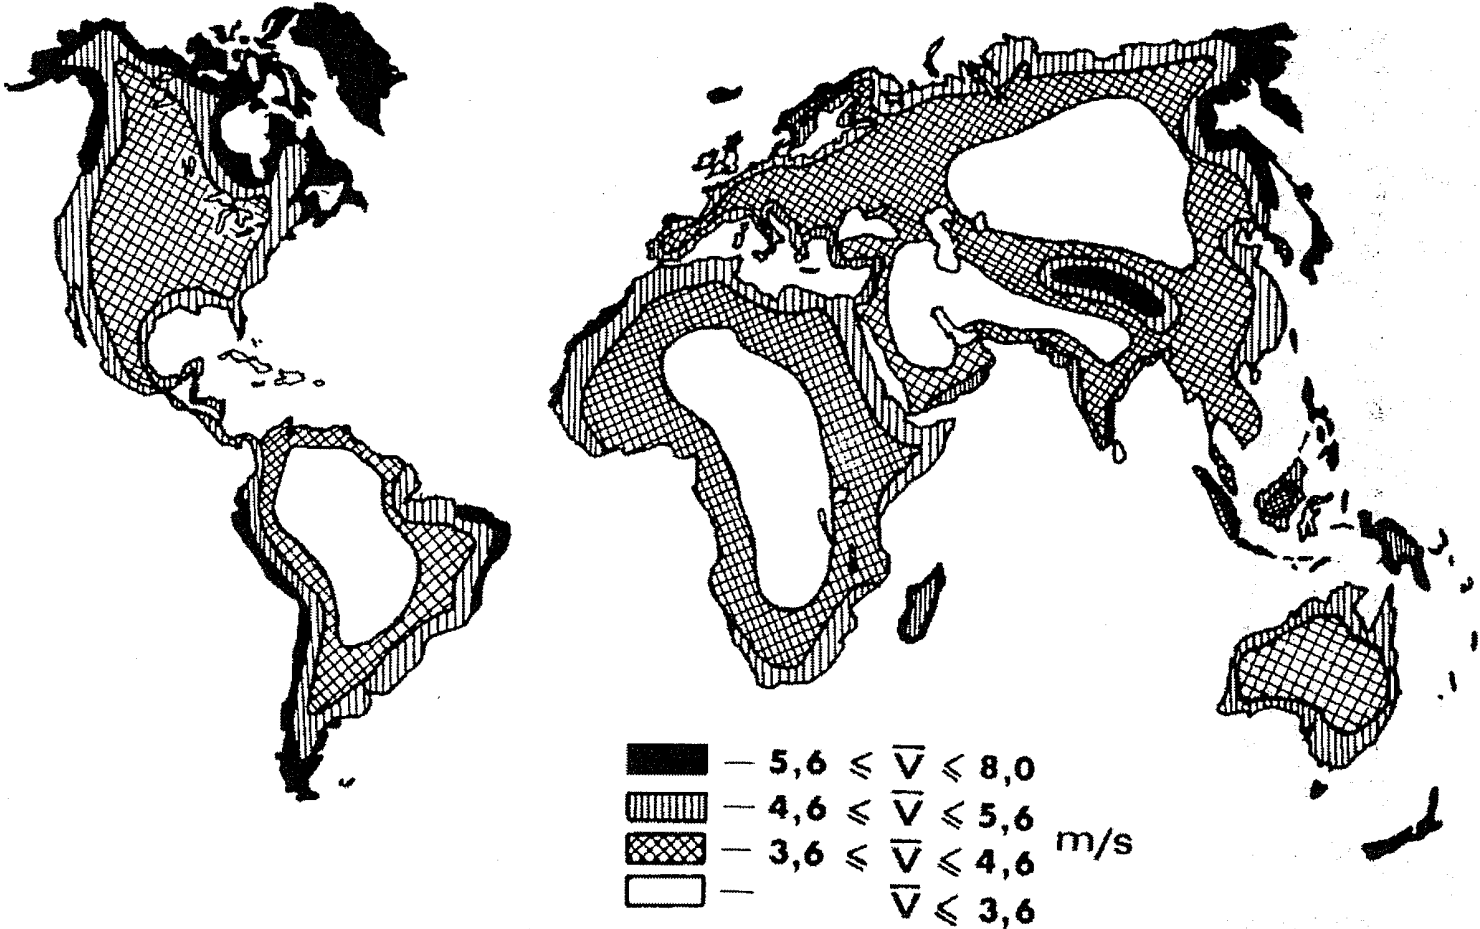 — 5,6 ⩽ V̅ ⩽ 8,0
— 4,6 ⩽ V̅ ⩽ 5,6
m/s
— 3,6 ⩽ V̅ ⩽ 4,6
— V̅ ⩽ 3,6